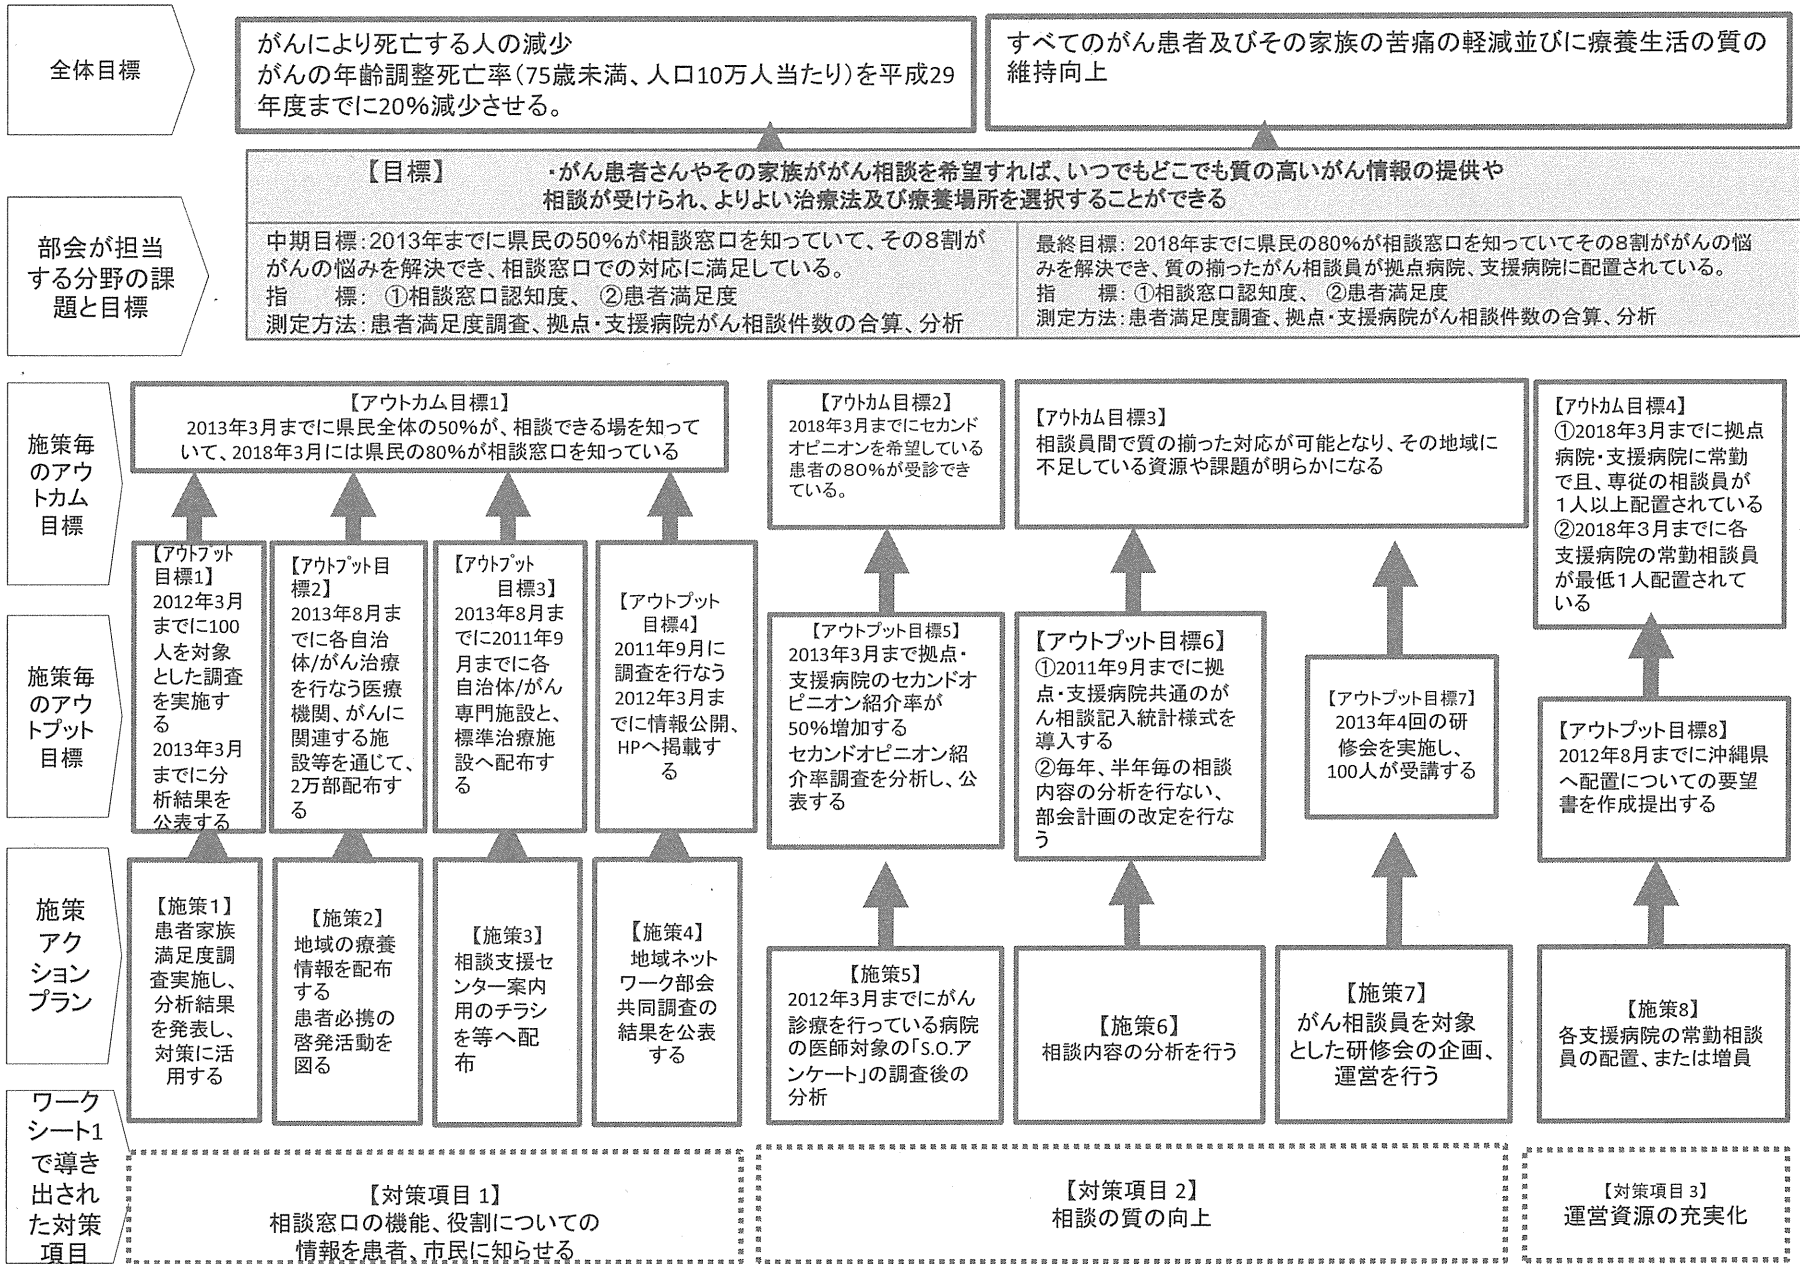 全体目標
がんにより死亡する人の減少
がんの年齢調整死亡率(75歳未満、人口10万人当たり)を平成29
年度までに20%減少させる。
すべてのがん患者及びその家族の苦痛の軽減並びに療養生活の質の
維持向上
部会が担当
する分野の課
題と目標
【目標】 ・がん患者さんやその家族ががん相談を希望すれば、いつでもどこでも質の高いがん情報の提供や
相談が受けられ、よりよい治療法及び療養場所を選択することができる
中期目標:2013年までに県民の50%が相談窓口を知っていて、その8割が
がんの悩みを解決でき、相談窓口での対応に満足している。
指 標: ①相談窓口認知度、 ②患者満足度
測定方法:患者満足度調査、拠点・支援病院がん相談件数の合算、分析
最終目標: 2018年までに県民の80%が相談窓口を知っていてその8割ががんの悩
みを解決でき、質の揃ったがん相談員が拠点病院、支援病院に配置されている。
指 標: ①相談窓口認知度、 ②患者満足度
測定方法:患者満足度調査、拠点・支援病院がん相談件数の合算、分析
施策毎
のアウ
トカム
目標
【アウトカム目標1】
2013年3月までに県民全体の50%が、相談できる場を知って
いて、2018年3月には県民の80%が相談窓口を知っている
【アウトカム目標2】
2018年3月までにセカンド
オピニオンを希望している
患者の80%が受診でき
ている。
【アウトカム目標3】
相談員間で質の揃った対応が可能となり、その地域に
不足している資源や課題が明らかになる
【アウトカム目標4】
①2018年3月までに拠点
病院・支援病院に常勤
で且、専従の相談員が
1人以上配置されている
②2018年3月までに各
支援病院の常勤相談員
が最低1人配置されて
いる
施策毎
のアウ
トプット
目標
【アウトプット
目標1】
2012年3月
までに100
人を対象
とした調査
を実施す
る
2013年3月
までに分
析結果を
公表する
【アウトプット目
標2】
2013年8月ま
でに各自治
体/がん治療
を行なう医療
機関、がんに
関連する施
設等を通じて、
2万部配布す
る
【アウトプット
目標3】
2013年8月ま
でに2011年9
月までに各
自治体/がん
専門施設と、
標準治療施
設へ配布す
る
【アウトプット
目標4】
2011年9月に
調査を行なう
2012年3月ま
でに情報公開、
HPへ掲載す
る
【アウトプット目標5】
2013年3月まで拠点・
支援病院のセカンドオ
ピニオン紹介率が
50%増加する
セカンドオピニオン紹
介率調査を分析し、公
表する
【アウトプット目標6】
①2011年9月までに拠
点・支援病院共通のが
ん相談記入統計様式を
導入する
②毎年、半年毎の相談
内容の分析を行ない、
部会計画の改定を行な
う
【アウトプット目標7】
2013年4回の研
修会を実施し、
100人が受講する
【アウトプット目標8】
2012年8月までに沖縄県
へ配置についての要望
書を作成提出する
施策
アク
ション
プラン
【施策1】
患者家族
満足度調
査実施し、
分析結果
を発表し、
対策に活
用する
【施策2】
地域の療養
情報を配布
する
患者必携の
啓発活動を
図る
【施策3】
相談支援セ
ンター案内
用のチラシ
を等へ配
布
【施策4】
地域ネット
ワーク部会
共同調査の
結果を公表
する
【施策5】
2012年3月までにがん
診療を行っている病院
の医師対象の「S.O.ア
ンケート」の調査後の
分析
【施策6】
相談内容の分析を行う
【施策7】
がん相談員を対象
とした研修会の企画、
運営を行う
【施策8】
各支援病院の常勤相談
員の配置、または増員
ワーク
シート1
で導き
出され
た対策
項目
【対策項目 1】
相談窓口の機能、役割についての
情報を患者、市民に知らせる
【対策項目 2】
相談の質の向上
【対策項目 3】
運営資源の充実化